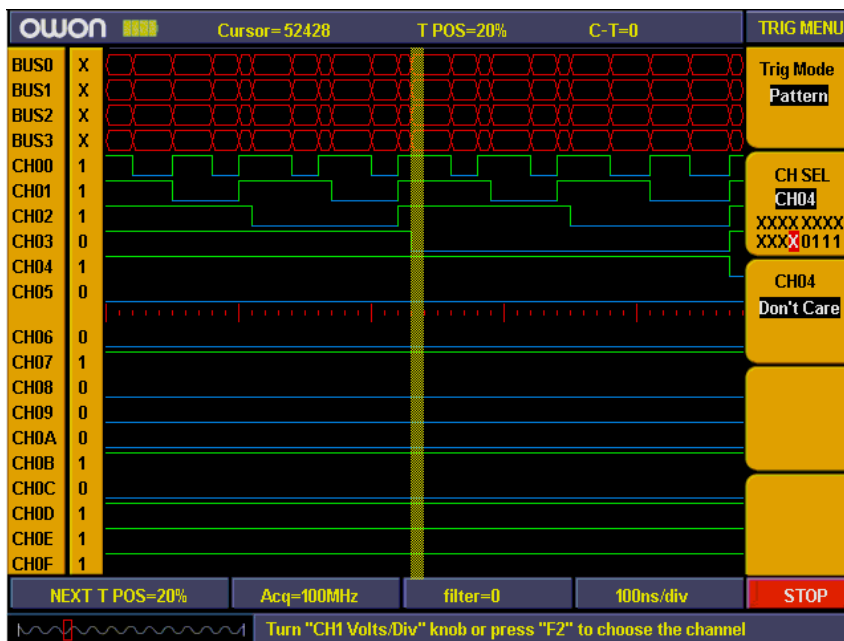 owon Cursor=52428 T POS=20% C-T=0 TRIG MENU
BUS0 X
BUS1 X
BUS2 X
BUS3 X
CH00 1
CH01 1
CH02 1
CH03 0
CH04 1
CH05 0
CH06 0
CH07 1
CH08 0
CH09 0
CH0A 0
CH0B 1
CH0C 0
CH0D 1
CH0E 1
CH0F 1
Trig Mode
Pattern
CH SEL
CH04
XXXX XXXX
XXXX 0111
CH04
Don't Care
NEXT T POS=20% Acq=100MHz filter=0 100ns/div STOP
Turn "CH1 Volts/Div" knob or press "F2" to choose the channel